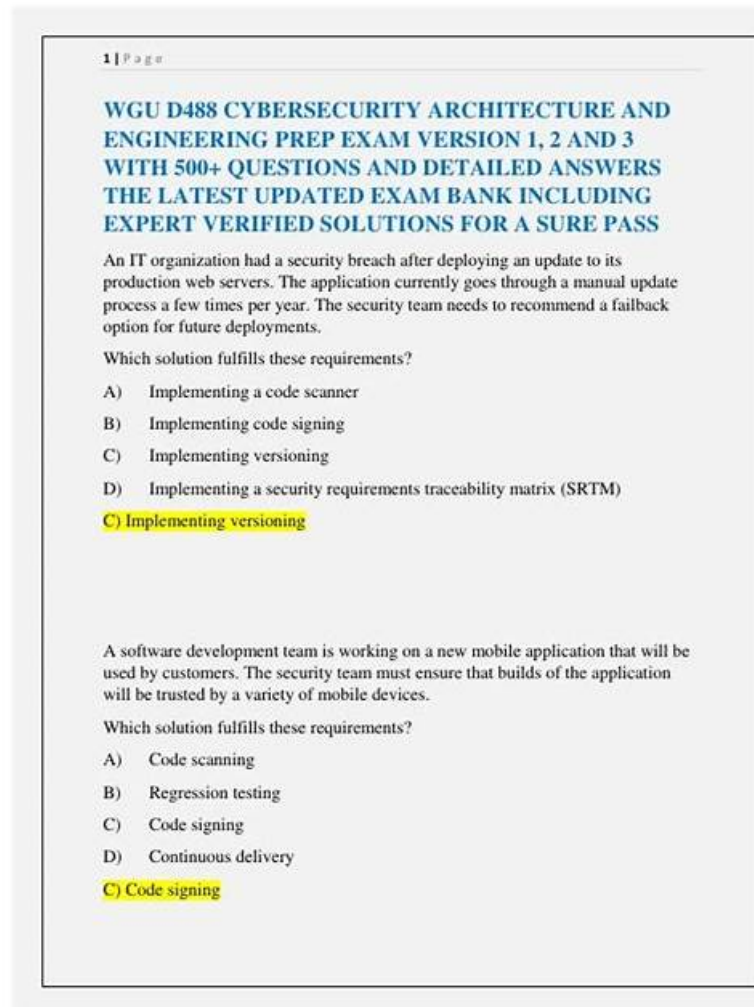 1 | Page
WGU D488 CYBERSECURITY ARCHITECTURE AND
ENGINEERING PREP EXAM VERSION 1, 2 AND 3
WITH 500+ QUESTIONS AND DETAILED ANSWERS
THE LATEST UPDATED EXAM BANK INCLUDING
EXPERT VERIFIED SOLUTIONS FOR A SURE PASS
An IT organization had a security breach after deploying an update to its
production web servers. The application currently goes through a manual update
process a few times per year. The security team needs to recommend a failback
option for future deployments.
Which solution fulfills these requirements?
A) Implementing a code scanner
B) Implementing code signing
C) Implementing versioning
D) Implementing a security requirements traceability matrix (SRTM)
C) Implementing versioning
A software development team is working on a new mobile application that will be
used by customers. The security team must ensure that builds of the application
will be trusted by a variety of mobile devices.
Which solution fulfills these requirements?
A) Code scanning
B) Regression testing
C) Code signing
D) Continuous delivery
C) Code signing